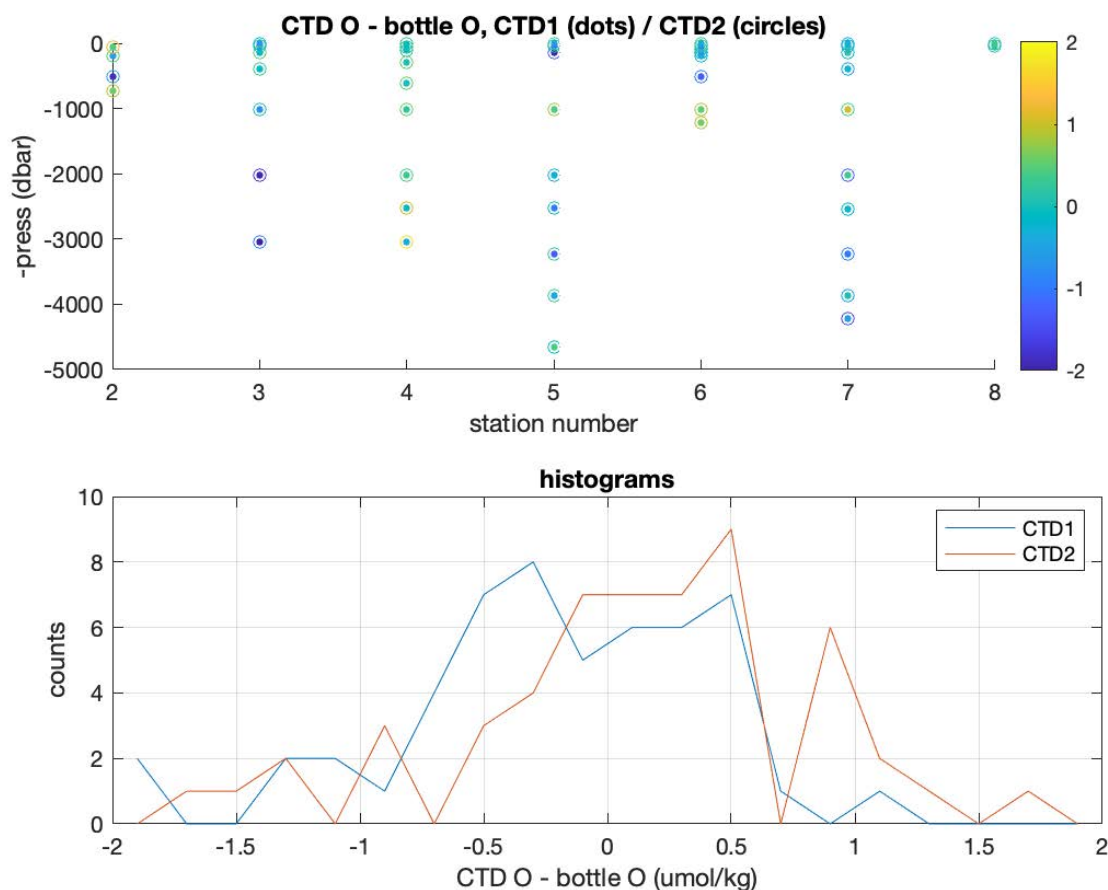 CTD O - bottle O, CTD1 (dots) / CTD2 (circles)
0
-1000
-2000
-3000
-4000
-5000
-press (dbar)
2 3 4 5 6 7 8
station number
2
1
0
-1
-2
histograms
10
8
6
4
2
0
counts
CTD1
CTD2
-2 -1.5 -1 -0.5 0 0.5 1 1.5 2
CTD O - bottle O (umol/kg)